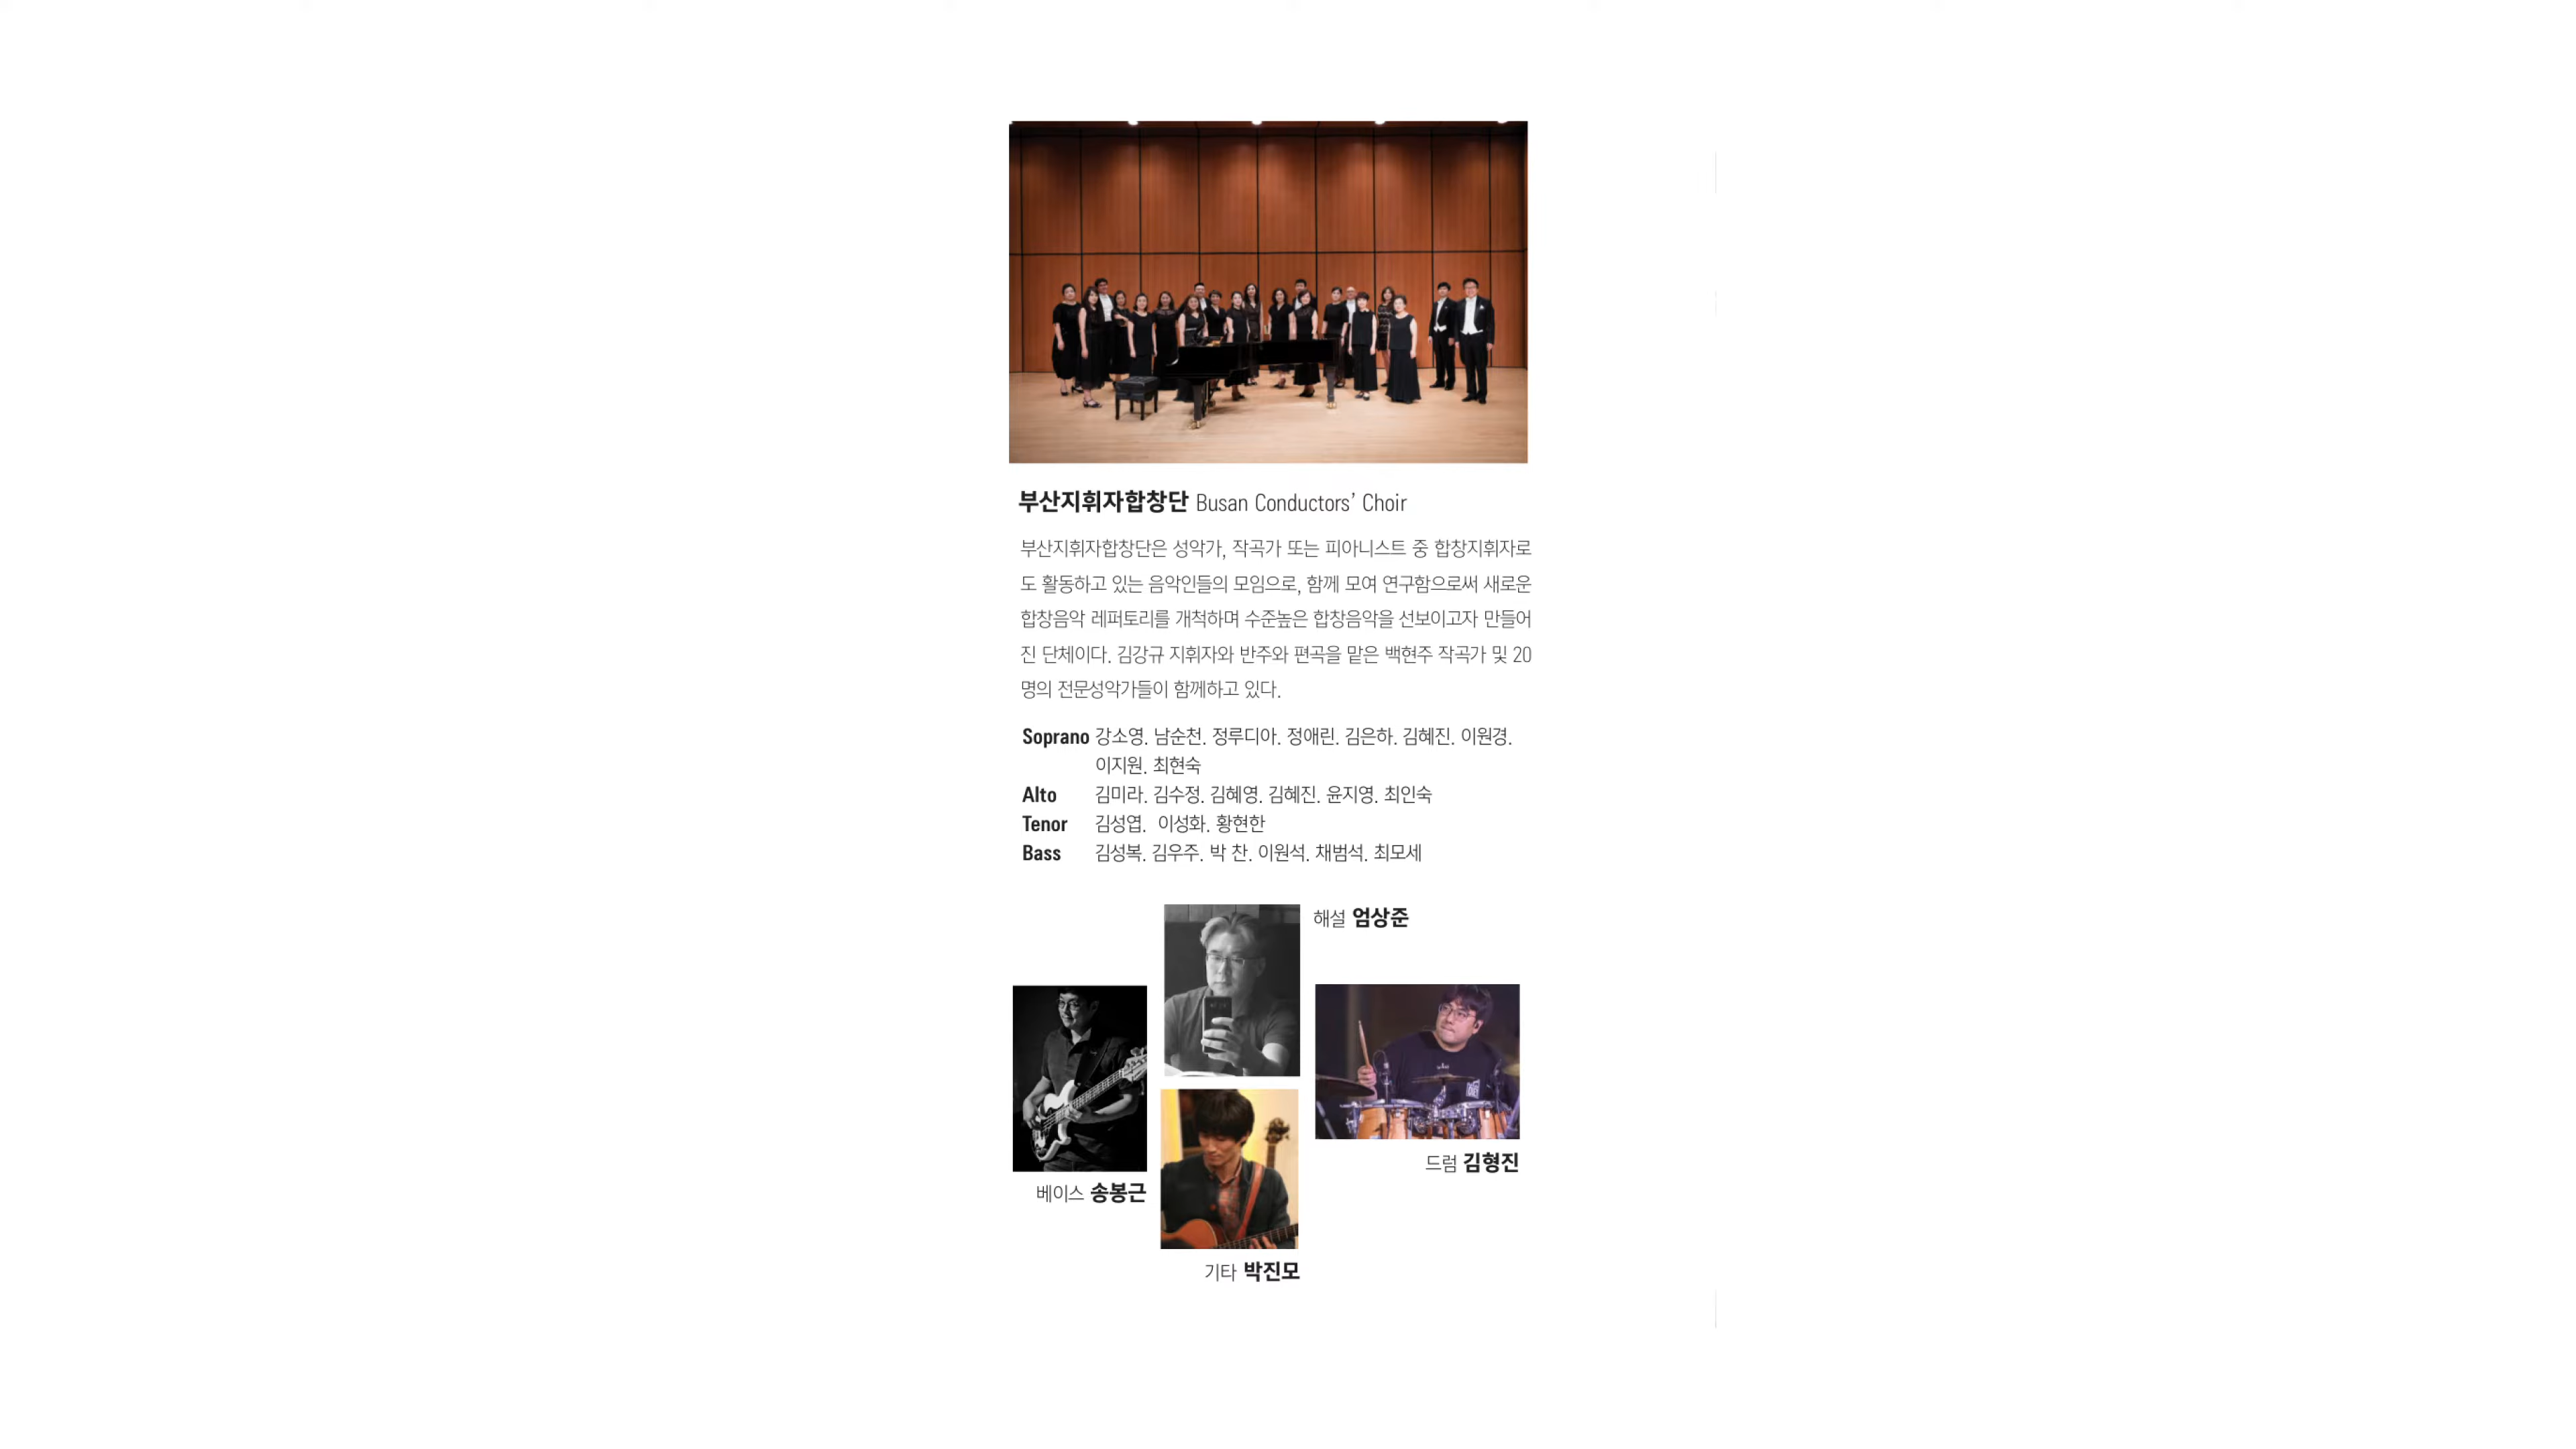 부산지휘자합창단 Busan Conductors’ Choir
부산지휘자합창단은 성악가, 작곡가 또는 피아니스트 중 합창지휘자로
도 활동하고 있는 음악인들의 모임으로, 함께 모여 연구함으로써 새로운
합창음악 레퍼토리를 개척하며 수준높은 합창음악을 선보이고자 만들어
진 단체이다. 김강규 지휘자와 반주와 편곡을 맡은 백현주 작곡가 및 20
명의 전문성악가들이 함께하고 있다.
Soprano 강소영. 남순천. 정루디아. 정애린. 김은하. 김혜진. 이원경.
이지원. 최현숙
Alto 김미라. 김수정. 김혜영. 김혜진. 윤지영. 최인숙
Tenor 김성엽. 이성화. 황현한
Bass 김성복. 김우주. 박 찬. 이원석. 채범석. 최모세
해설 엄상준
드럼 김형진
베이스 송봉근
기타 박진모